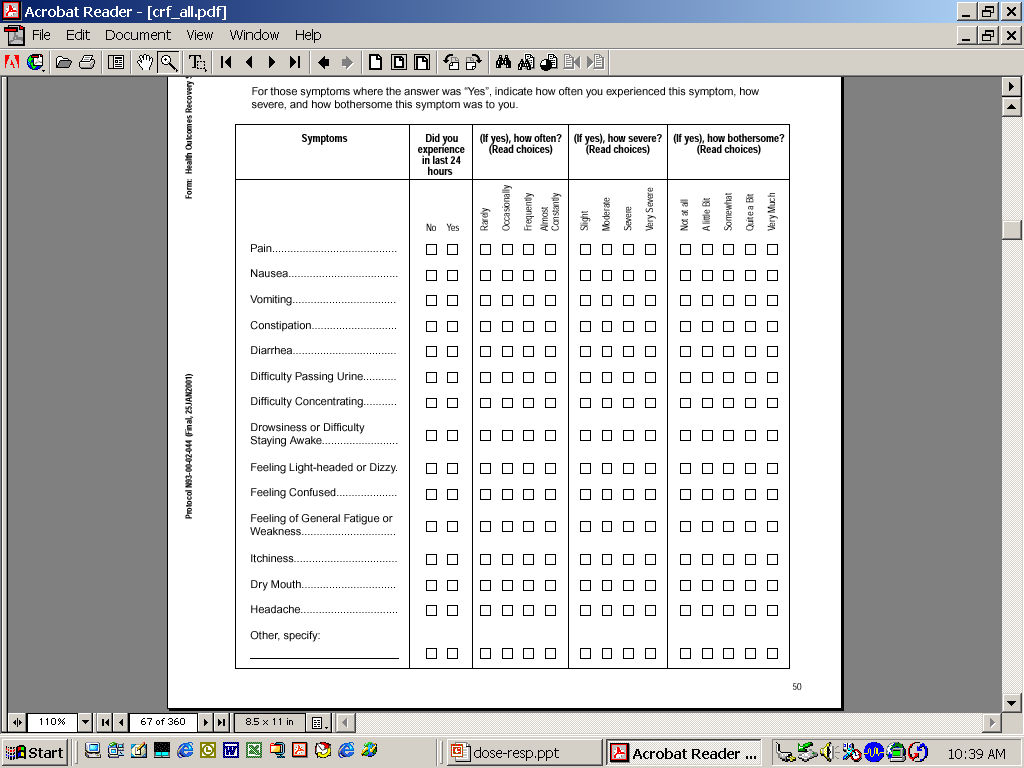 Acrobat Reader - [crf_all.pdf]
File Edit Document View Window Help
Form: Health Outcomes Recovery
Protocol N93-00-02-044 (Final, 25JAN2001)
For those symptoms where the answer was “Yes”, indicate how often you experienced this symptom, how
severe, and how bothersome this symptom was to you.
Symptoms
Did you
experience
in last 24
hours
(If yes), how often?
(Read choices)
(If yes), how severe?
(Read choices)
(If yes), how bothersome?
(Read choices)
No Yes
Rarely
Occasionally
Frequently
Almost
Constantly
Slight
Moderate
Severe
Very Severe
Not at all
A little Bit
Somewhat
Quite a Bit
Very Much
Pain.........................................
Nausea....................................
Vomiting..................................
Constipation............................
Diarrhea..................................
Difficulty Passing Urine...........
Difficulty Concentrating...........
Drowsiness or Difficulty
Staying Awake.........................
Feeling Light-headed or Dizzy.
Feeling Confused....................
Feeling of General Fatigue or
Weakness...............................
Itchiness..................................
Dry Mouth...............................
Headache................................
Other, specify:
50
110% 67 of 360 8.5 x 11 in
Start dose-resp.ppt Acrobat Reader ... 10:39 AM